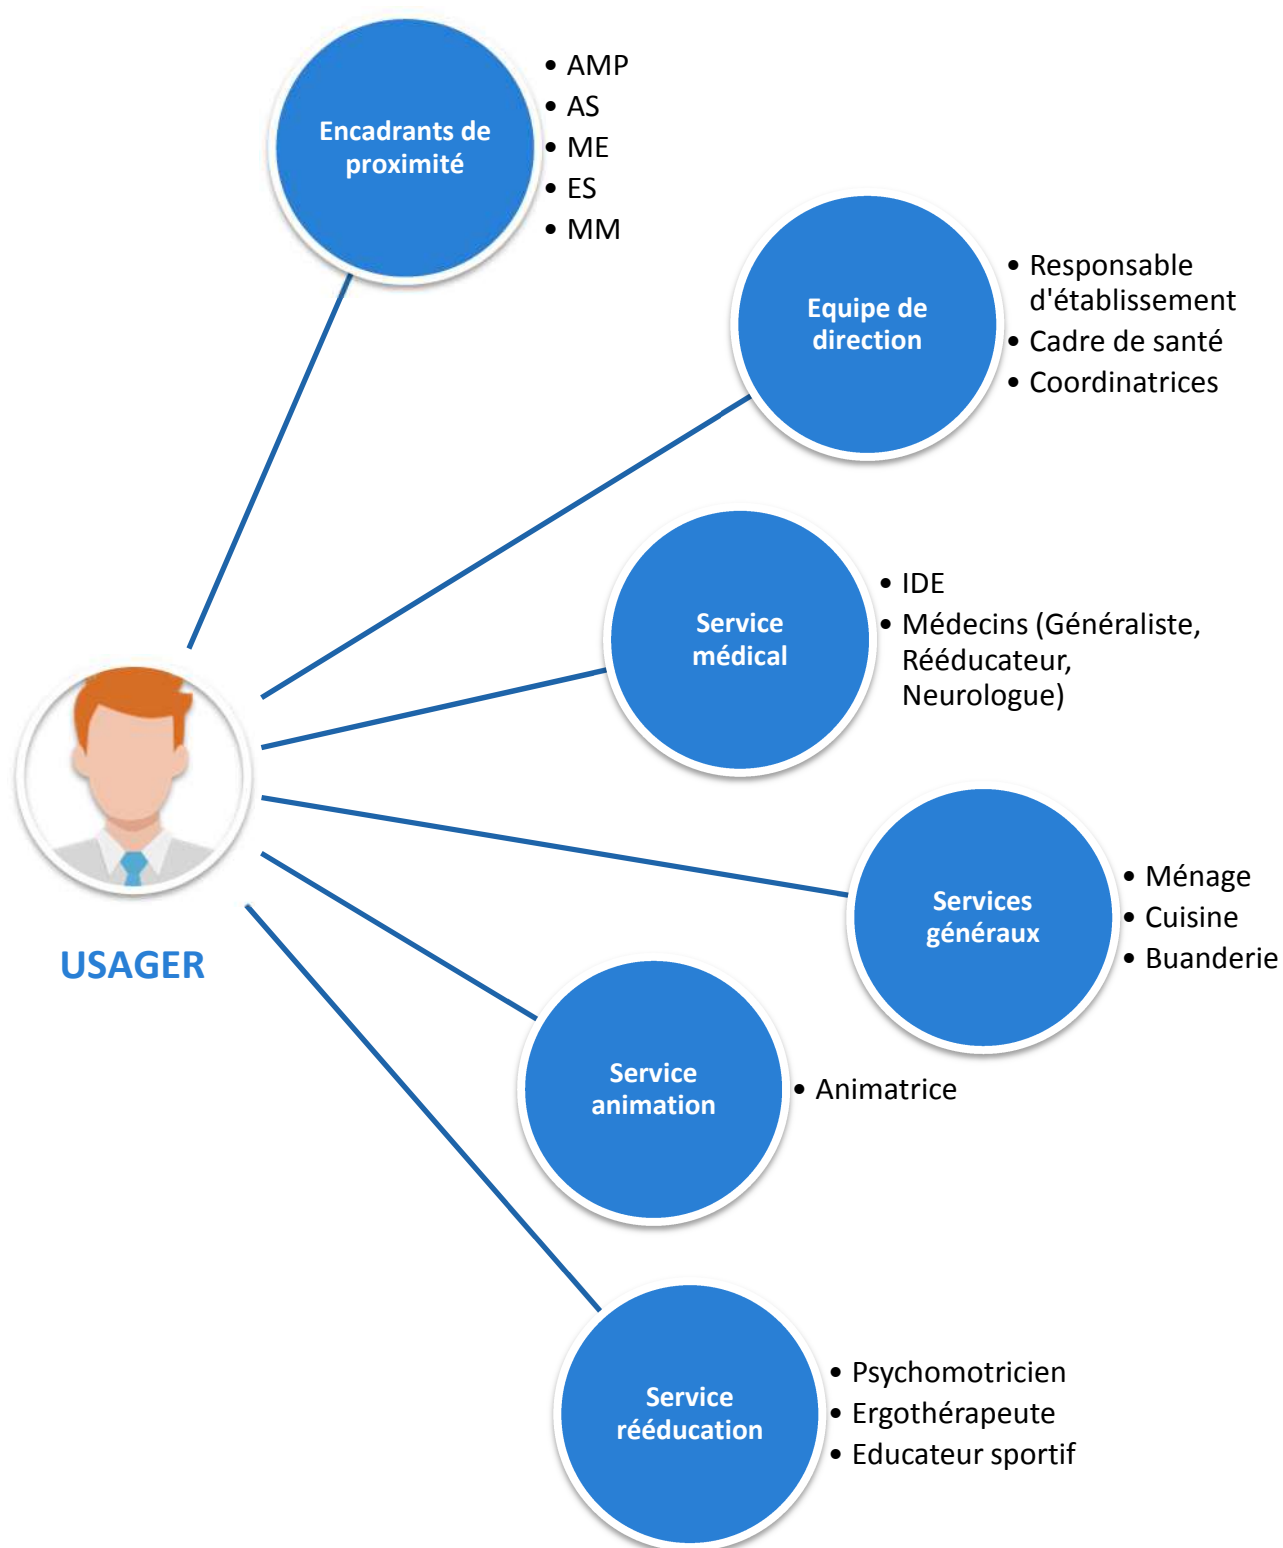 Encadrants de
proximité
• AMP
• AS
• ME
• ES
• MM
Equipe de
direction
• Responsable
d'établissement
• Cadre de santé
• Coordinatrices
Service
médical
• IDE
• Médecins (Généraliste,
Rééducateur,
Neurologue)
USAGER
Services
généraux
• Ménage
• Cuisine
• Buanderie
Service
animation
• Animatrice
Service
rééducation
• Psychomotricien
• Ergothérapeute
• Educateur sportif